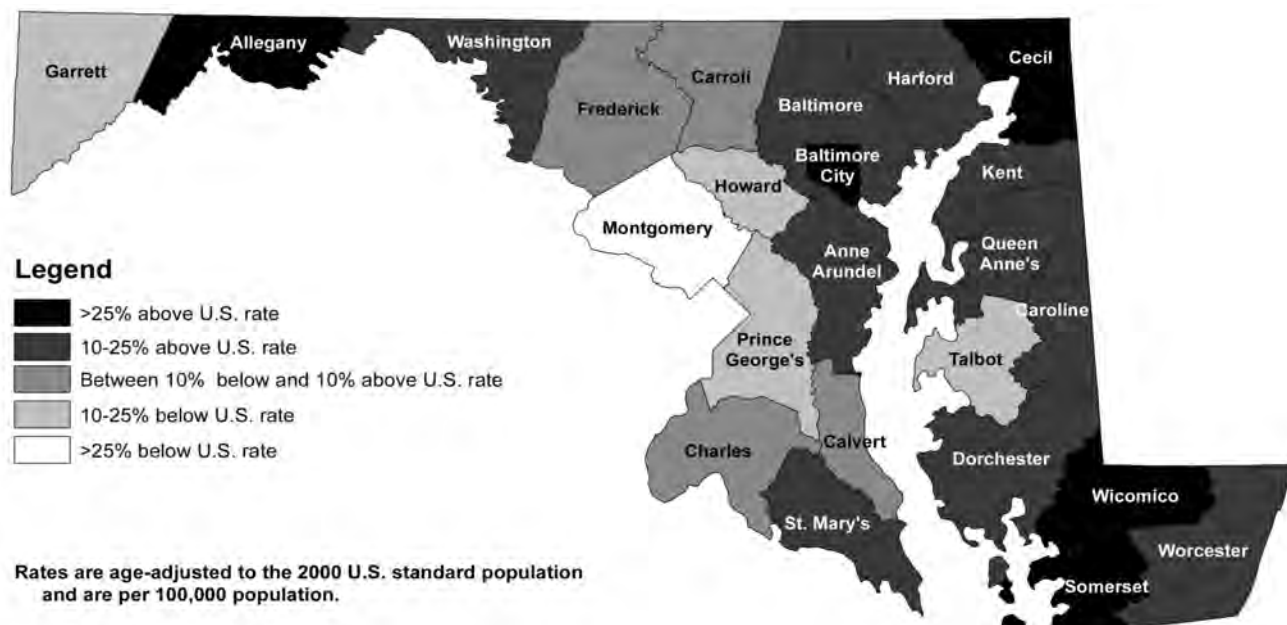 Garrett
Allegany
Washington
Frederick
Carroll
Baltimore
Harford
Cecil
Baltimore
City
Howard
Montgomery
Kent
Anne
Arundel
Queen
Anne's
Caroline
Talbot
Prince
George's
Charles
Calvert
Dorchester
St. Mary's
Wicomico
Worcester
Somerset
Legend
>25% above U.S. rate
10-25% above U.S. rate
Between 10% below and 10% above U.S. rate
10-25% below U.S. rate
>25% below U.S. rate
Rates are age-adjusted to the 2000 U.S. standard population
and are per 100,000 population.